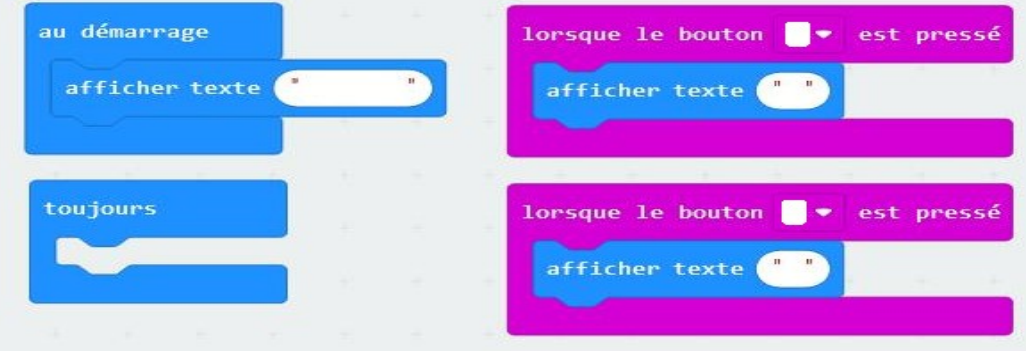 au démarrage
afficher texte " "
toujours
lorsque le bouton est pressé
afficher texte " "
lorsque le bouton est pressé
afficher texte " "